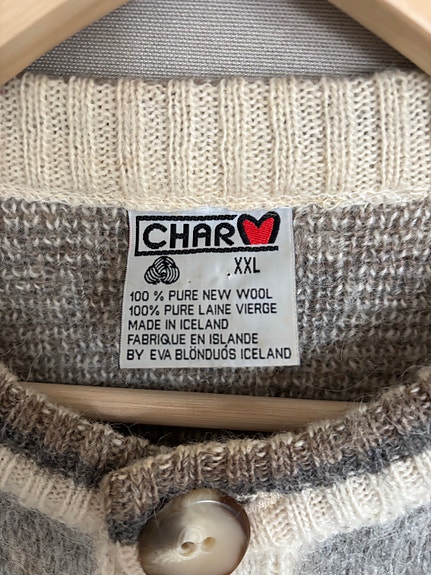 CHARM
XXL
100 % PURE NEW WOOL
100% PURE LAINE VIERGE
MADE IN ICELAND
FABRIQUE EN ISLANDE
BY EVA BLÖNDUÓS ICELAND